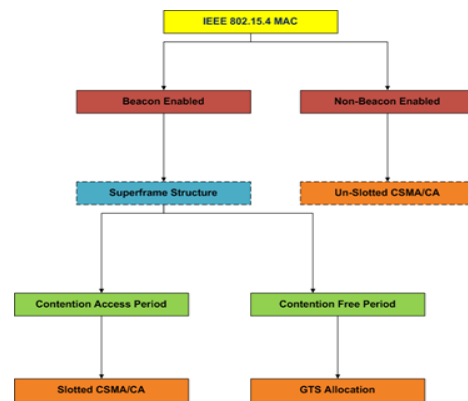 IEEE 802.15.4 MAC
Beacon Enabled
Non-Beacon Enabled
Superframe Structure
Un-Slotted CSMA/CA
Contention Access Period
Contention Free Period
Slotted CSMA/CA
GTS Allocation